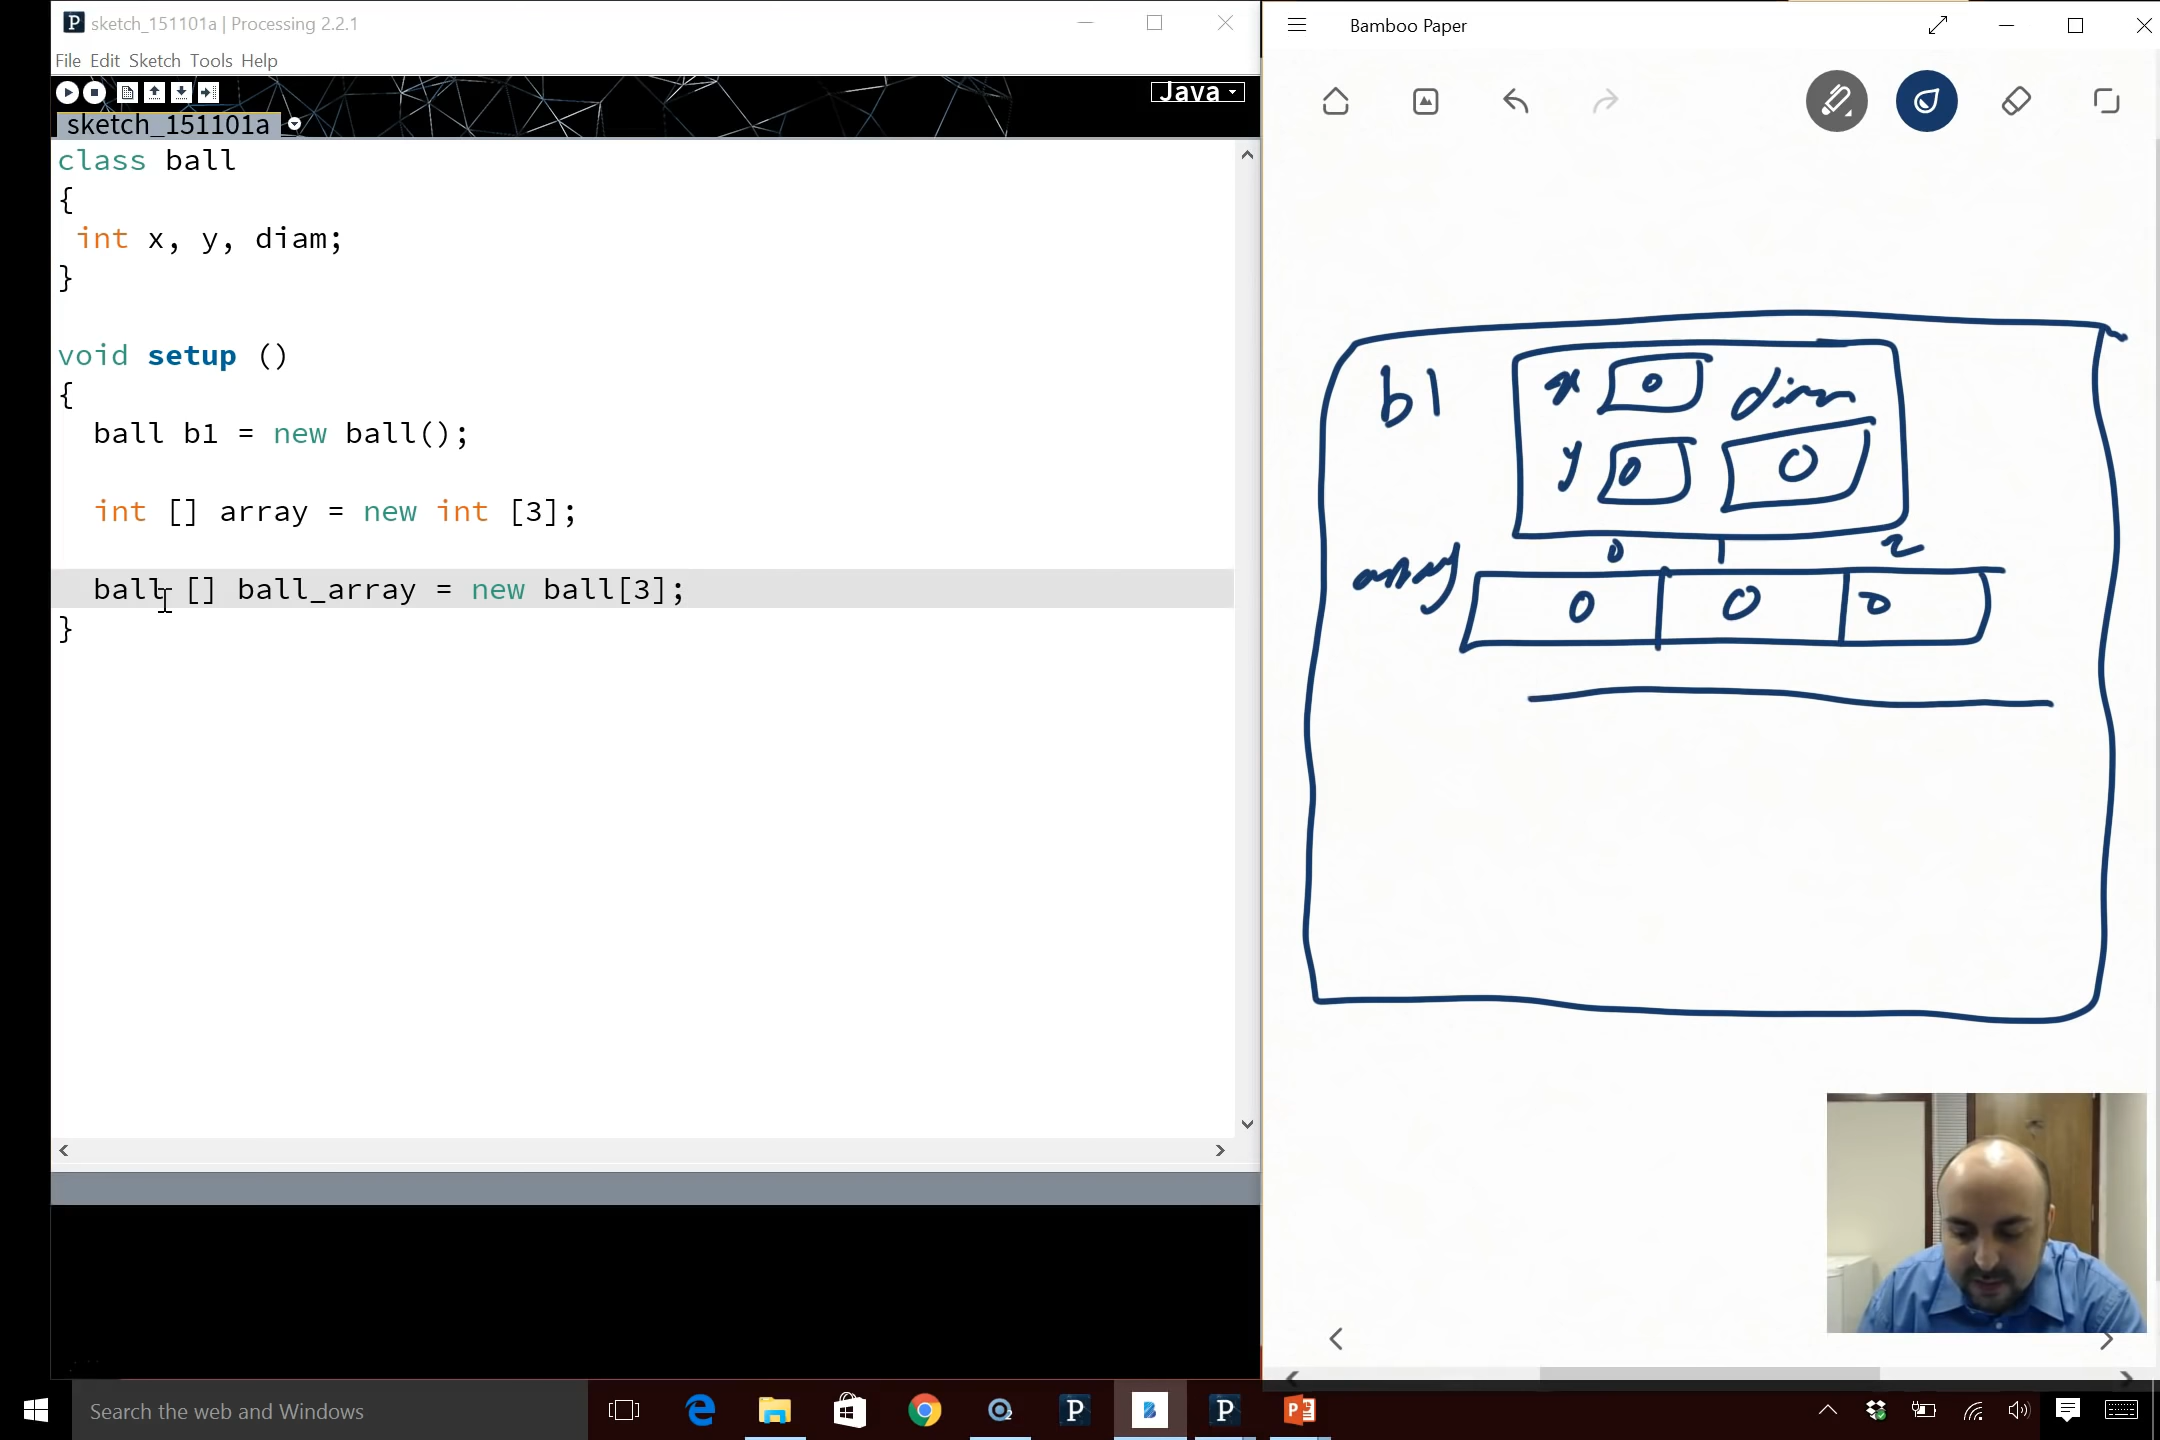 sketch_151101a | Processing 2.2.1
File Edit Sketch Tools Help
Java
sketch_151101a
class ball
{
int x, y, diam;
}
void setup ()
{
ball b1 = new ball();
int [] array = new int [3];
ball [] ball_array = new ball[3];
}
Bamboo Paper
b1
x 0 diam
y 0 0
0 1 2
array 0 0 0
Search the web and Windows